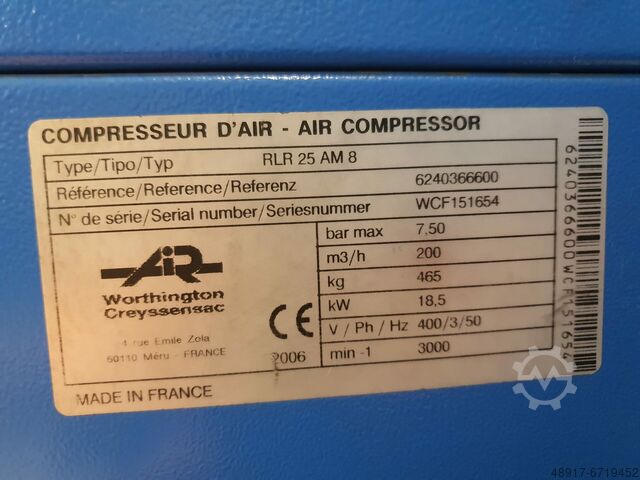 COMPRESSEUR D'AIR - AIR COMPRESSOR
Type/Tipo/Typ RLR 25 AM 8
Référence/Reference/Referenz 6240366600
N° de série/Serial number/Seriesnummer WCF151654
AiR
Worthington
Creyssensac
4 rue Emile Zola
60110 Méru - FRANCE
CE
2006
bar max 7,50
m3/h 200
kg 465
kW 18,5
V / Ph / Hz 400/3/50
min -1 3000
MADE IN FRANCE
6240366600WCF151654
48917-6719452